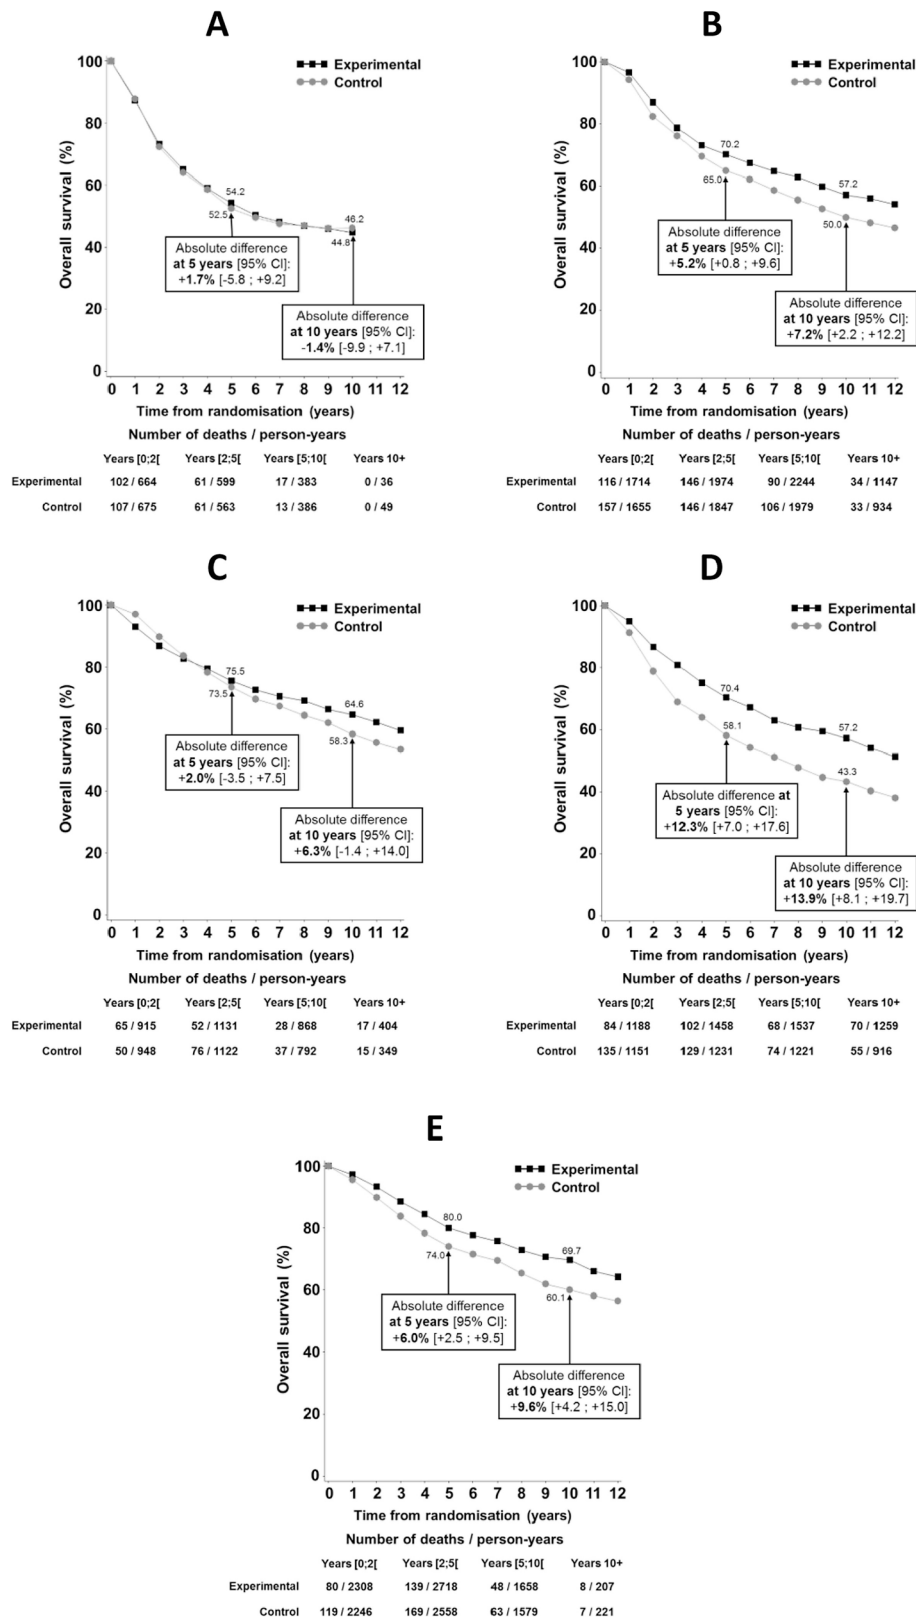 A
Experimental
Control
100
80
60
40
20
0
Overall survival (%)
54.2
52.5
46.2
44.8
Absolute difference
at 5 years [95% CI]:
+1.7% [-5.8 ; +9.2]
Absolute difference
at 10 years [95% CI]:
-1.4% [-9.9 ; +7.1]
0 1 2 3 4 5 6 7 8 9 10 11 12
Time from randomisation (years)
Number of deaths / person-years
Years [0;2[ Years [2;5[ Years [5;10[ Years 10+
Experimental 102 / 664 61 / 599 17 / 383 0 / 36
Control 107 / 675 61 / 563 13 / 386 0 / 49
B
Experimental
Control
100
80
60
40
20
0
Overall survival (%)
70.2
65.0
57.2
50.0
Absolute difference
at 5 years [95% CI]:
+5.2% [+0.8 ; +9.6]
Absolute difference
at 10 years [95% CI]:
+7.2% [+2.2 ; +12.2]
0 1 2 3 4 5 6 7 8 9 10 11 12
Time from randomisation (years)
Number of deaths / person-years
Years [0;2[ Years [2;5[ Years [5;10[ Years 10+
Experimental 116 / 1714 146 / 1974 90 / 2244 34 / 1147
Control 157 / 1655 146 / 1847 106 / 1979 33 / 934
C
Experimental
Control
100
80
60
40
20
0
Overall survival (%)
75.5
73.5
64.6
58.3
Absolute difference
at 5 years [95% CI]:
+2.0% [-3.5 ; +7.5]
Absolute difference
at 10 years [95% CI]:
+6.3% [-1.4 ; +14.0]
0 1 2 3 4 5 6 7 8 9 10 11 12
Time from randomisation (years)
Number of deaths / person-years
Years [0;2[ Years [2;5[ Years [5;10[ Years 10+
Experimental 65 / 915 52 / 1131 28 / 868 17 / 404
Control 50 / 948 76 / 1122 37 / 792 15 / 349
D
Experimental
Control
100
80
60
40
20
0
Overall survival (%)
70.4
58.1
57.2
43.3
Absolute difference at
5 years [95% CI]:
+12.3% [+7.0 ; +17.6]
Absolute difference
at 10 years [95% CI]:
+13.9% [+8.1 ; +19.7]
0 1 2 3 4 5 6 7 8 9 10 11 12
Time from randomisation (years)
Number of deaths / person-years
Years [0;2[ Years [2;5[ Years [5;10[ Years 10+
Experimental 84 / 1188 102 / 1458 68 / 1537 70 / 1259
Control 135 / 1151 129 / 1231 74 / 1221 55 / 916
E
Experimental
Control
100
80
60
40
20
0
Overall survival (%)
80.0
74.0
69.7
60.1
Absolute difference
at 5 years [95% CI]:
+6.0% [+2.5 ; +9.5]
Absolute difference
at 10 years [95% CI]:
+9.6% [+4.2 ; +15.0]
0 1 2 3 4 5 6 7 8 9 10 11 12
Time from randomisation (years)
Number of deaths / person-years
Years [0;2[ Years [2;5[ Years [5;10[ Years 10+
Experimental 80 / 2308 139 / 2718 48 / 1658 8 / 207
Control 119 / 2246 169 / 2558 63 / 1579 7 / 221